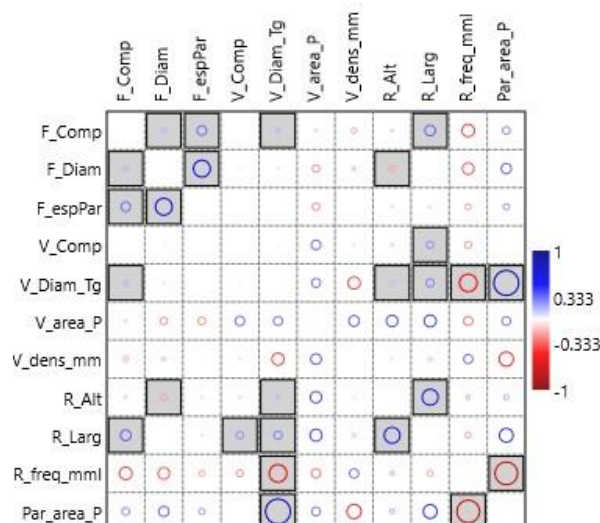 F_Comp
F_Diam
F_espPar
V_Comp
V_Diam_Tg
V_area_P
V_dens_mm
R_Alt
R_Larg
R_freq_mml
Par_area_P
F_Comp
F_Diam
F_espPar
V_Comp
V_Diam_Tg
V_area_P
V_dens_mm
R_Alt
R_Larg
R_freq_mml
Par_area_P
1
0.333
-0.333
-1